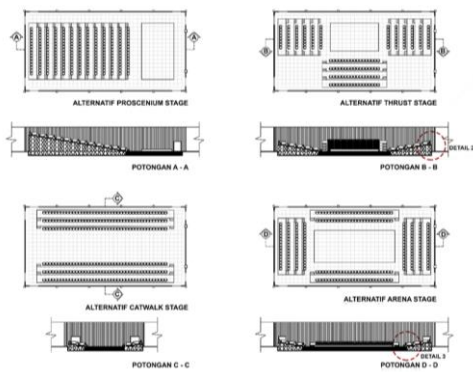 A A
ALTERNATIF PROSCENIUM STAGE
POTONGAN A - A
B B
ALTERNATIF THRUST STAGE
DETAIL 2
POTONGAN B - B
C
C
ALTERNATIF CATWALK STAGE
POTONGAN C - C
D D
ALTERNATIF ARENA STAGE
DETAIL 3
POTONGAN D - D